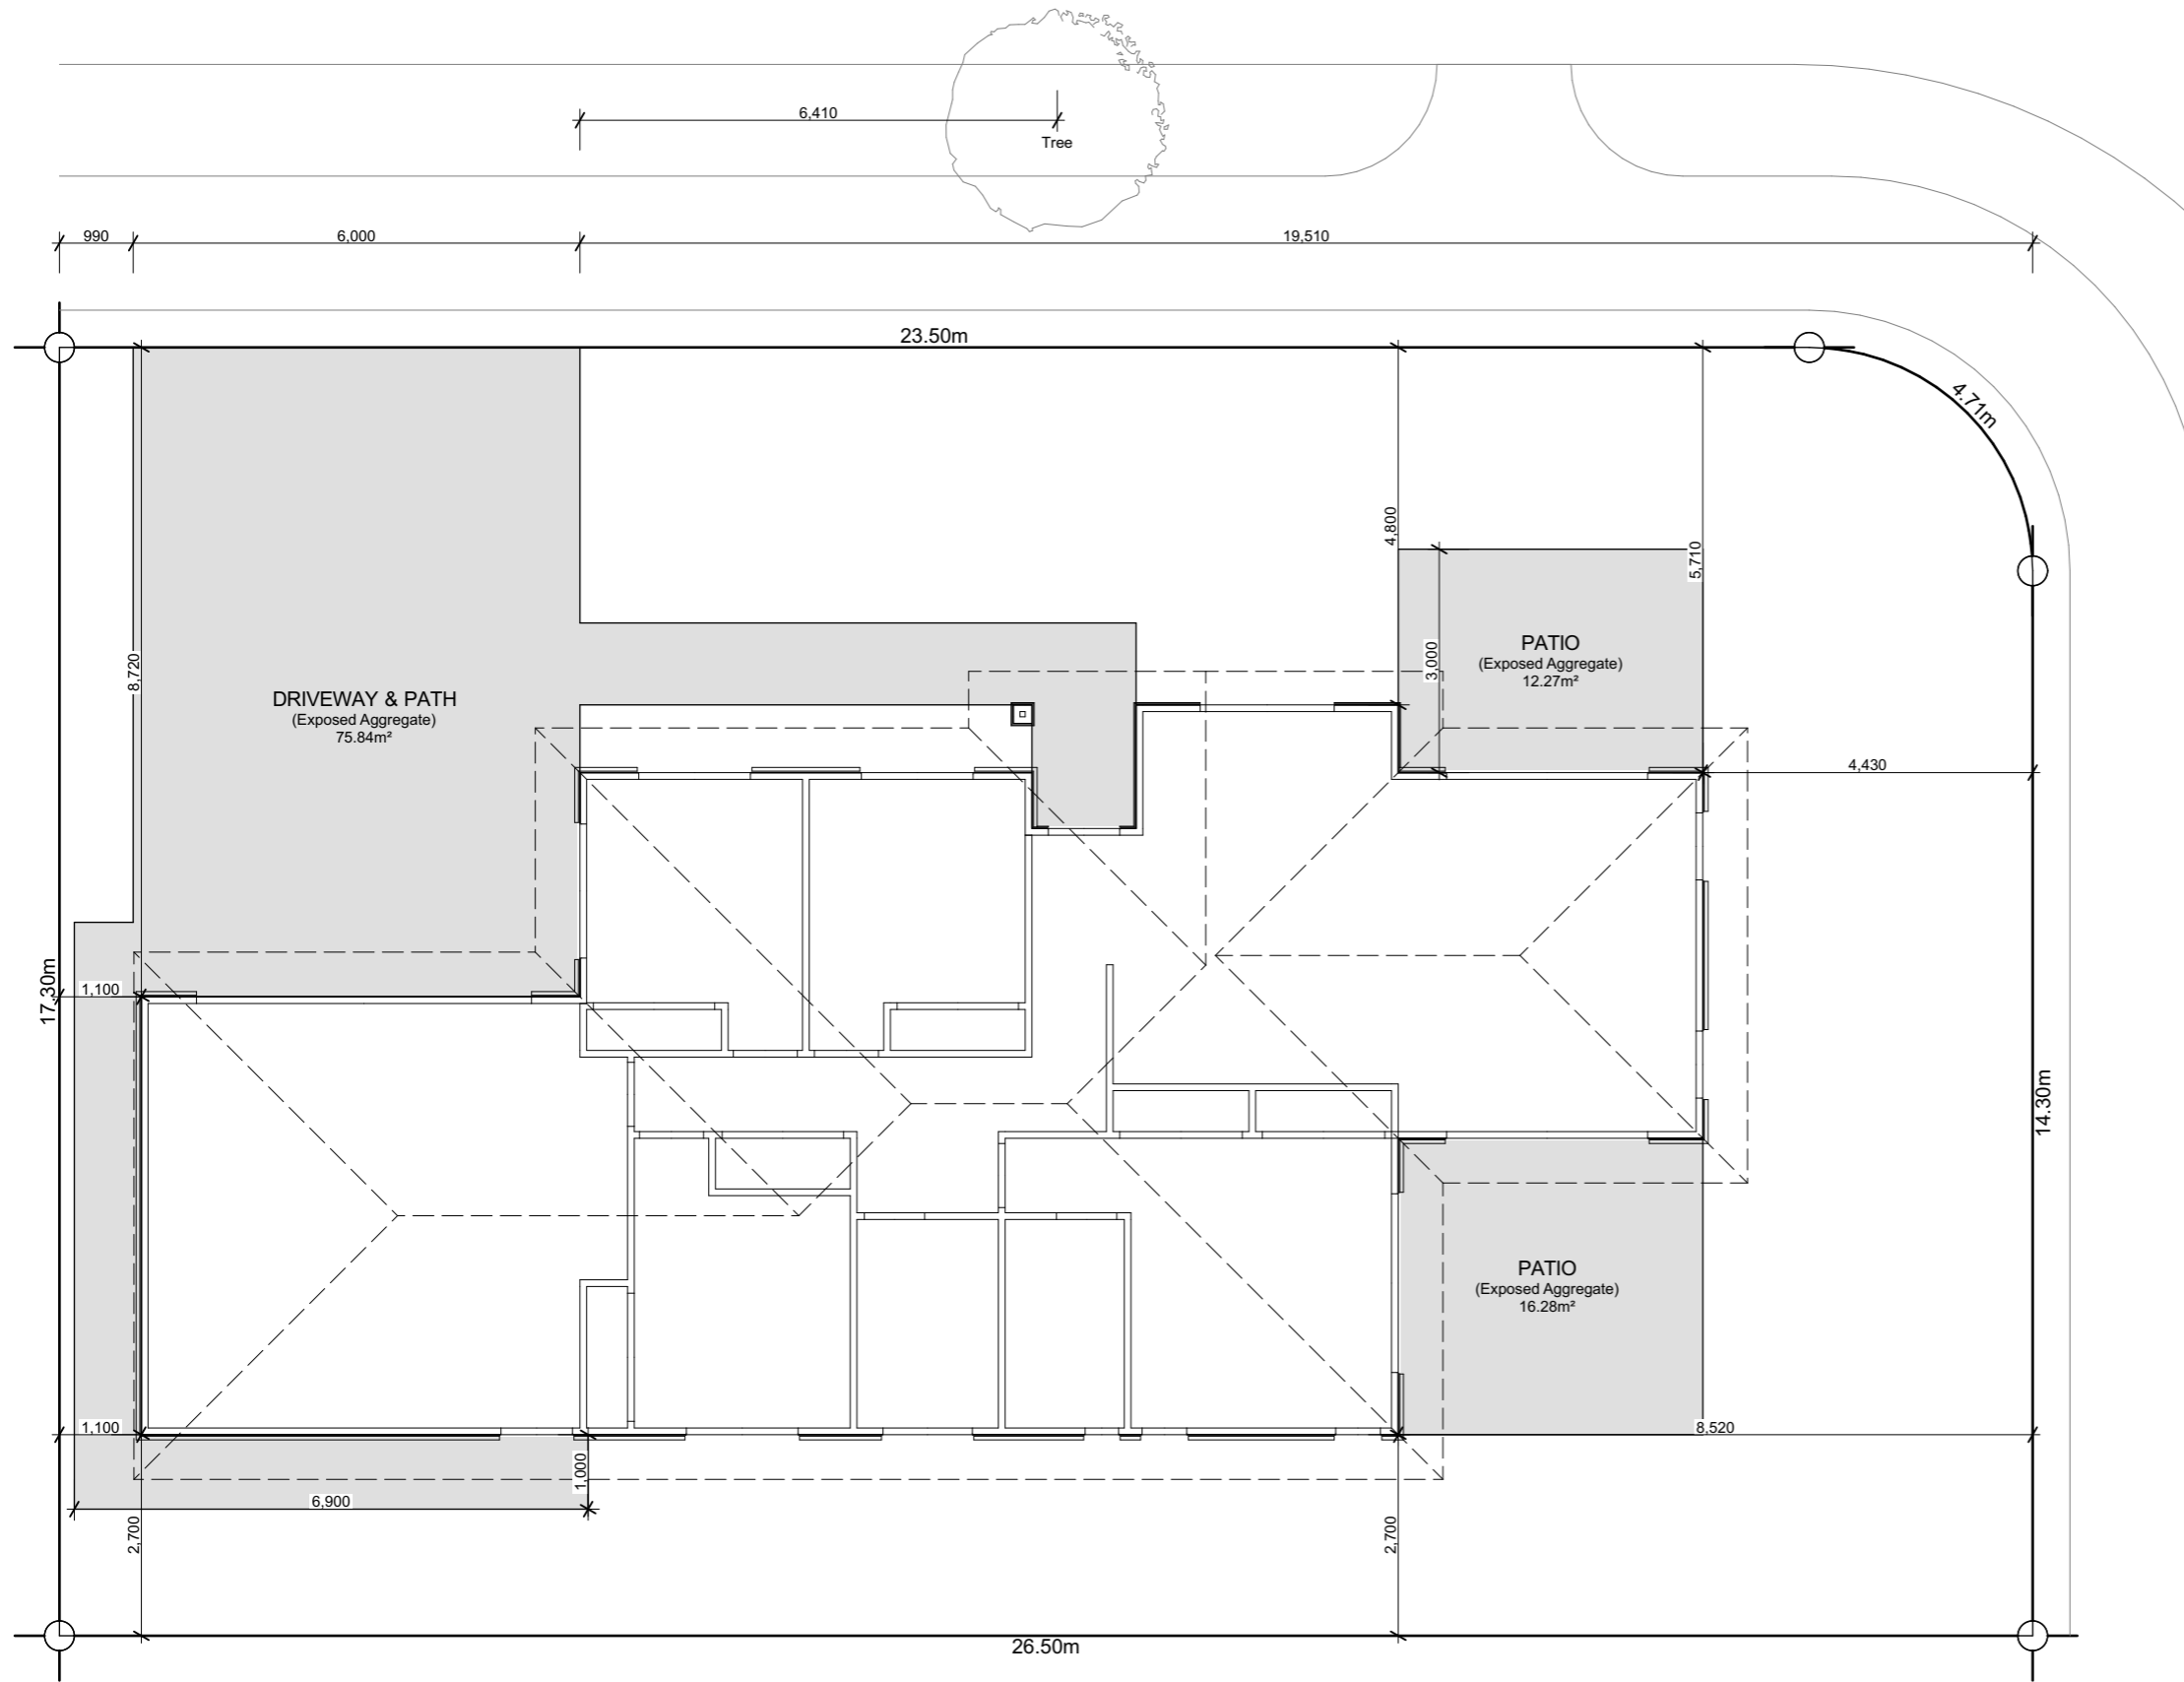 6,410
Tree
990
6,000
19,510
23.50m
4.71m
4,800
5,710
8,720
3,000
PATIO
(Exposed Aggregate)
12.27m²
DRIVEWAY & PATH
(Exposed Aggregate)
75.84m²
4,430
17.30m
1,100
14.30m
PATIO
(Exposed Aggregate)
16.28m²
1,100
8,520
1,000
6,900
2,700
2,700
26.50m